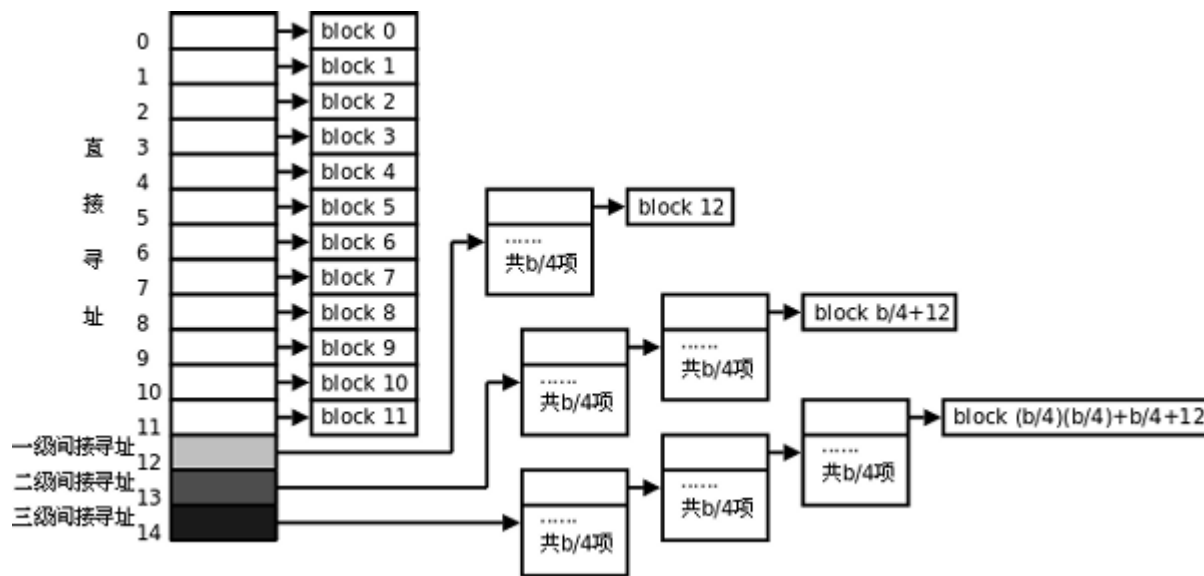 0
block 0
1
block 1
2
block 2
直
3
block 3
4
block 4
接
5
block 5
6
block 6
寻
7
block 7
址
8
block 8
9
block 9
10
block 10
11
block 11
一级间接寻址
12
二级间接寻址
13
三级间接寻址
14
block 12
......
共b/4项
block b/4+12
......
共b/4项
......
共b/4项
block (b/4)(b/4)+b/4+12
......
共b/4项
......
共b/4项
......
共b/4项